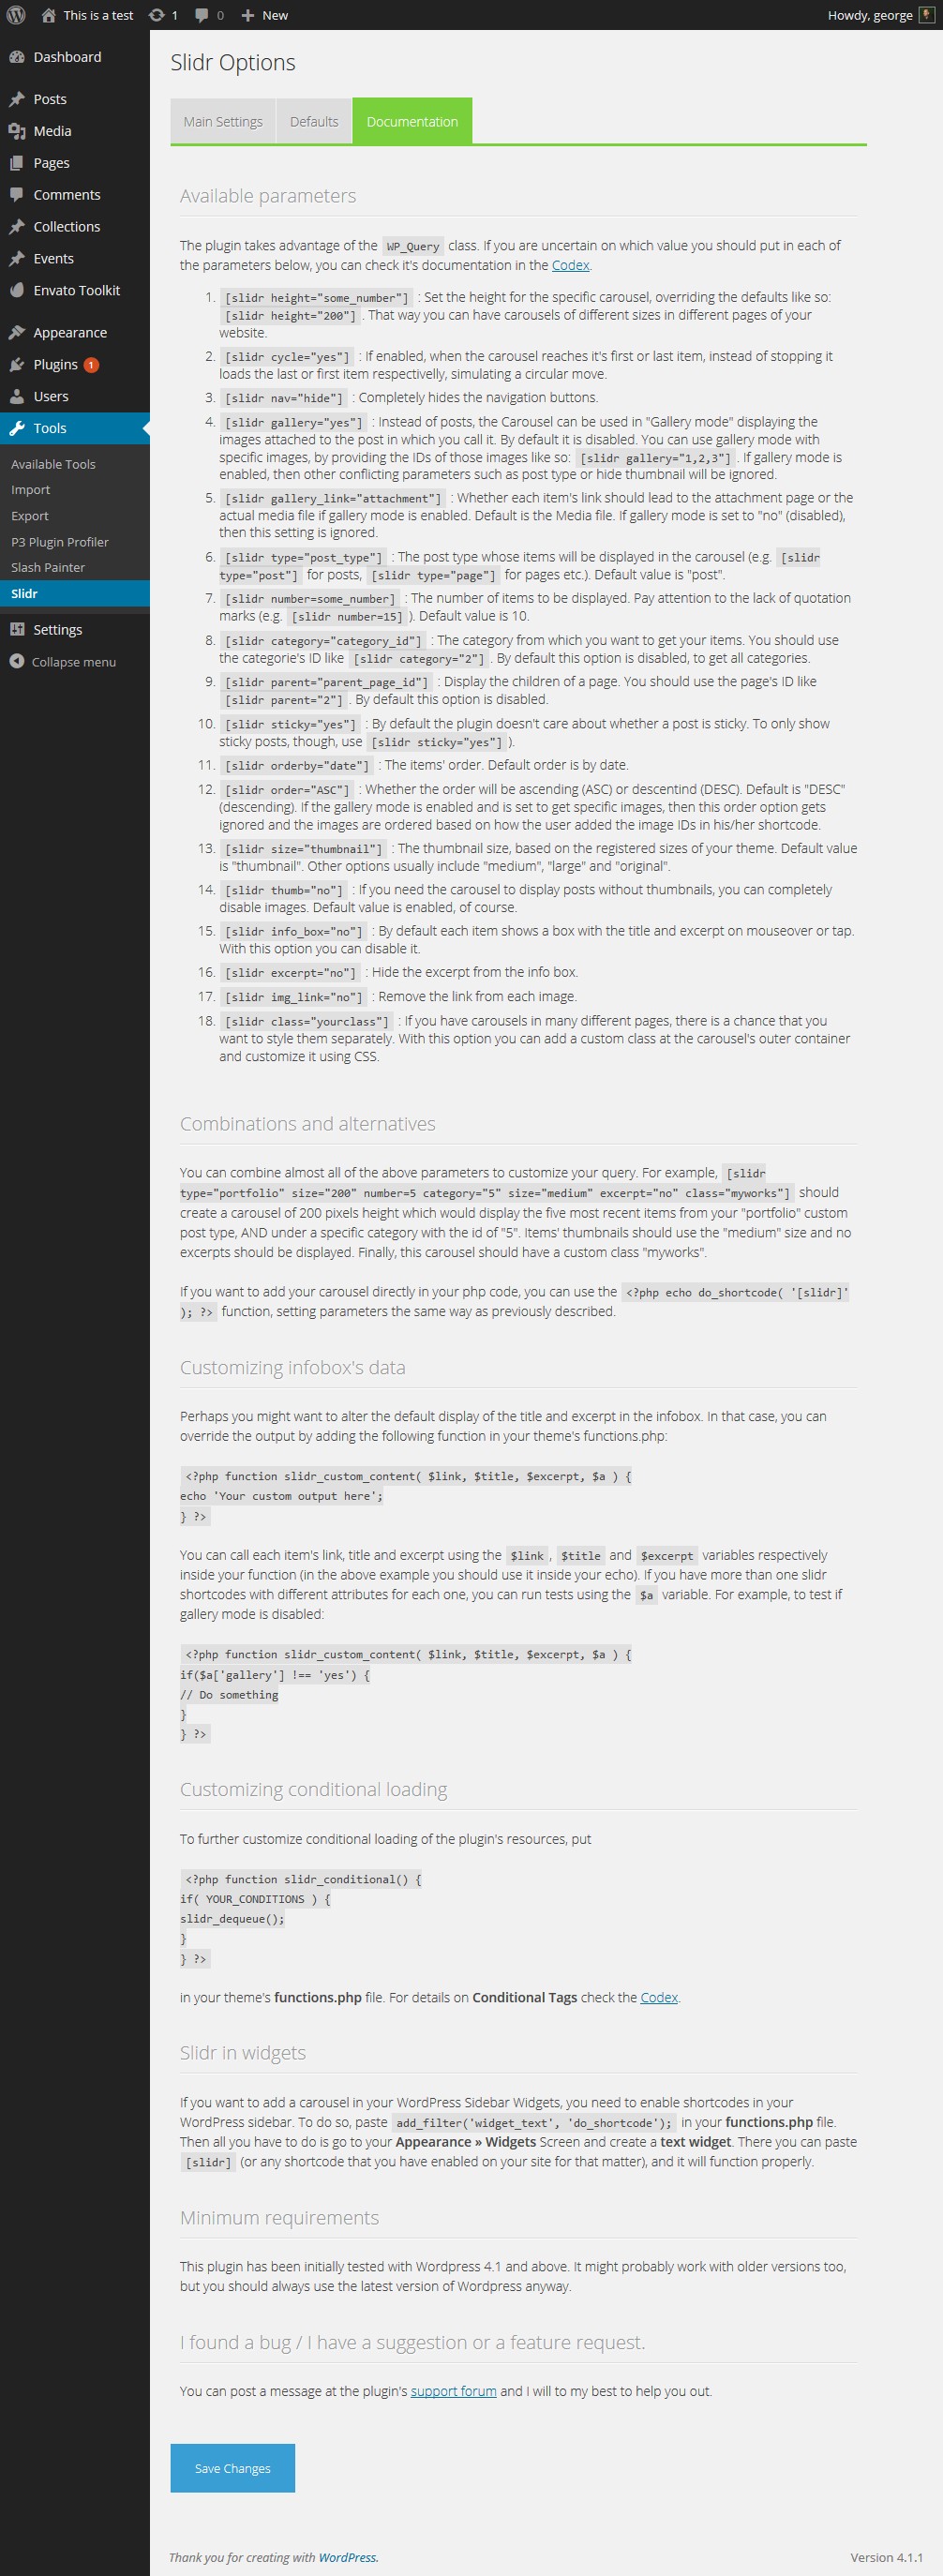 This is a test 1 0 New Howdy, george
Dashboard
Posts
Media
Pages
Comments
Collections
Events
Envato Toolkit
Appearance
Plugins 1
Users
Tools
Available Tools
Import
Export
P3 Plugin Profiler
Slash Painter
Slidr
Settings
Collapse menu
Slidr Options
Main Settings Defaults Documentation
Available parameters
The plugin takes advantage of the WP_Query class. If you are uncertain on which value you should put in each of
the parameters below, you can check it's documentation in the Codex.
1. [slidr height="some_number"] : Set the height for the specific carousel, overriding the defaults like so:
[slidr height="200"] . That way you can have carousels of different sizes in different pages of your
website.
2. [slidr cycle="yes"] : If enabled, when the carousel reaches it's first or last item, instead of stopping it
loads the last or first item respectivelly, simulating a circular move.
3. [slidr nav="hide"] : Completely hides the navigation buttons.
4. [slidr gallery="yes"] : Instead of posts, the Carousel can be used in "Gallery mode" displaying the
images attached to the post in which you call it. By default it is disabled. You can use gallery mode with
specific images, by providing the IDs of those images like so: [slidr gallery="1,2,3"] . If gallery mode is
enabled, then other conflicting parameters such as post type or hide thumbnail will be ignored.
5. [slidr gallery_link="attachment"] : Whether each item's link should lead to the attachment page or the
actual media file if gallery mode is enabled. Default is the Media file. If gallery mode is set to "no" (disabled),
then this setting is ignored.
6. [slidr type="post_type"] : The post type whose items will be displayed in the carousel (e.g. [slidr
type="post"] for posts, [slidr type="page"] for pages etc.). Default value is "post".
7. [slidr number=some_number] : The number of items to be displayed. Pay attention to the lack of quotation
marks (e.g. [slidr number=15] ). Default value is 10.
8. [slidr category="category_id"] : The category from which you want to get your items. You should use
the categorie's ID like [slidr category="2"] . By default this option is disabled, to get all categories.
9. [slidr parent="parent_page_id"] : Display the children of a page. You should use the page's ID like
[slidr parent="2"] . By default this option is disabled.
10. [slidr sticky="yes"] : By default the plugin doesn't care about whether a post is sticky. To only show
sticky posts, though, use [slidr sticky="yes"] ).
11. [slidr orderby="date"] : The items' order. Default order is by date.
12. [slidr order="ASC"] : Whether the order will be ascending (ASC) or descentind (DESC). Default is "DESC"
(descending). If the gallery mode is enabled and is set to get specific images, then this order option gets
ignored and the images are ordered based on how the user added the image IDs in his/her shortcode.
13. [slidr size="thumbnail"] : The thumbnail size, based on the registered sizes of your theme. Default value
is "thumbnail". Other options usually include "medium", "large" and "original".
14. [slidr thumb="no"] : If you need the carousel to display posts without thumbnails, you can completely
disable images. Default value is enabled, of course.
15. [slidr info_box="no"] : By default each item shows a box with the title and excerpt on mouseover or tap.
With this option you can disable it.
16. [slidr excerpt="no"] : Hide the excerpt from the info box.
17. [slidr img_link="no"] : Remove the link from each image.
18. [slidr class="yourclass"] : If you have carousels in many different pages, there is a chance that you
want to style them separately. With this option you can add a custom class at the carousel's outer container
and customize it using CSS.
Combinations and alternatives
You can combine almost all of the above parameters to customize your query. For example, [slidr
type="portfolio" size="200" number=5 category="5" size="medium" excerpt="no" class="myworks"] should
create a carousel of 200 pixels height which would display the five most recent items from your "portfolio" custom
post type, AND under a specific category with the id of "5". Items' thumbnails should use the "medium" size and no
excerpts should be displayed. Finally, this carousel should have a custom class "myworks".
If you want to add your carousel directly in your php code, you can use the <?php echo do_shortcode( '[slidr]'
); ?> function, setting parameters the same way as previously described.
Customizing infobox's data
Perhaps you might want to alter the default display of the title and excerpt in the infobox. In that case, you can
override the output by adding the following function in your theme's functions.php:
<?php function slidr_custom_content( $link, $title, $excerpt, $a ) {
echo 'Your custom output here';
} ?>
You can call each item's link, title and excerpt using the $link , $title and $excerpt variables respectively
inside your function (in the above example you should use it inside your echo). If you have more than one slidr
shortcodes with different attributes for each one, you can run tests using the $a variable. For example, to test if
gallery mode is disabled:
<?php function slidr_custom_content( $link, $title, $excerpt, $a ) {
if($a['gallery'] !== 'yes') {
// Do something
}
} ?>
Customizing conditional loading
To further customize conditional loading of the plugin's resources, put
<?php function slidr_conditional() {
if( YOUR_CONDITIONS ) {
slidr_dequeue();
}
} ?>
in your theme's functions.php file. For details on Conditional Tags check the Codex.
Slidr in widgets
If you want to add a carousel in your WordPress Sidebar Widgets, you need to enable shortcodes in your
WordPress sidebar. To do so, paste add_filter('widget_text', 'do_shortcode'); in your functions.php file.
Then all you have to do is go to your Appearance » Widgets Screen and create a text widget. There you can paste
[slidr] (or any shortcode that you have enabled on your site for that matter), and it will function properly.
Minimum requirements
This plugin has been initially tested with Wordpress 4.1 and above. It might probably work with older versions too,
but you should always use the latest version of Wordpress anyway.
I found a bug / I have a suggestion or a feature request.
You can post a message at the plugin's support forum and I will to my best to help you out.
Save Changes
Thank you for creating with WordPress. Version 4.1.1